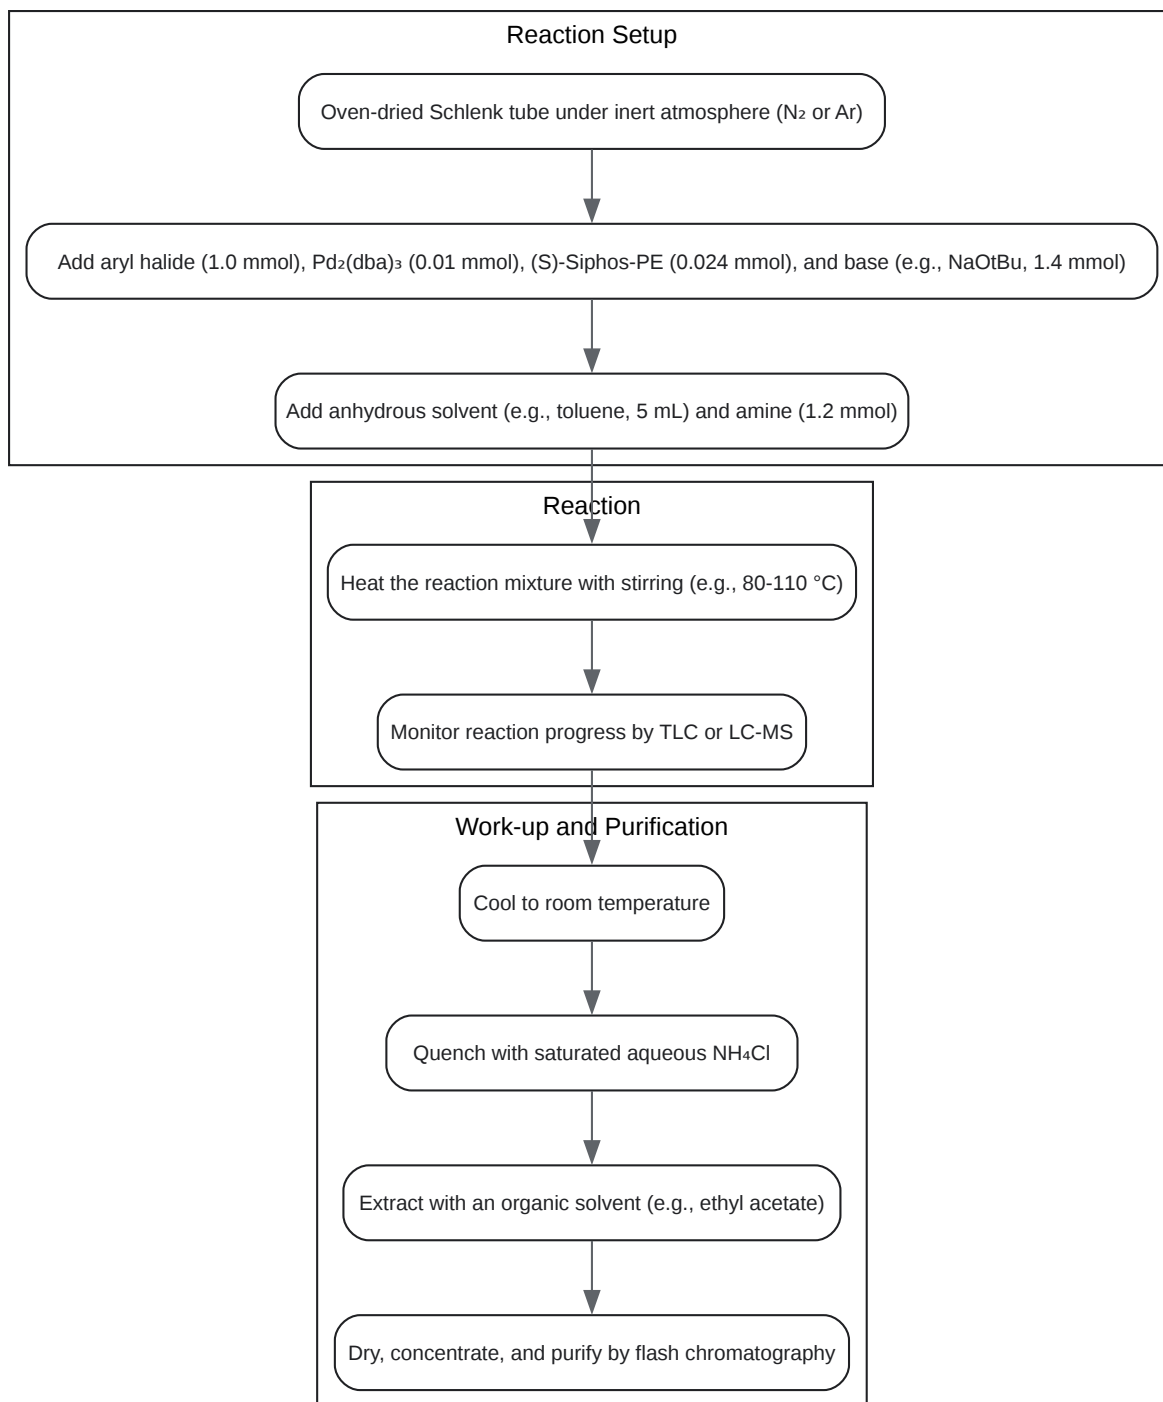 Reaction Setup
Oven-dried Schlenk tube under inert atmosphere (N₂ or Ar)
Add aryl halide (1.0 mmol), Pd₂(dba)₃ (0.01 mmol), (S)-Siphos-PE (0.024 mmol), and base (e.g., NaOtBu, 1.4 mmol)
Add anhydrous solvent (e.g., toluene, 5 mL) and amine (1.2 mmol)
Reaction
Heat the reaction mixture with stirring (e.g., 80-110 °C)
Monitor reaction progress by TLC or LC-MS
Work-up and Purification
Cool to room temperature
Quench with saturated aqueous NH₄Cl
Extract with an organic solvent (e.g., ethyl acetate)
Dry, concentrate, and purify by flash chromatography